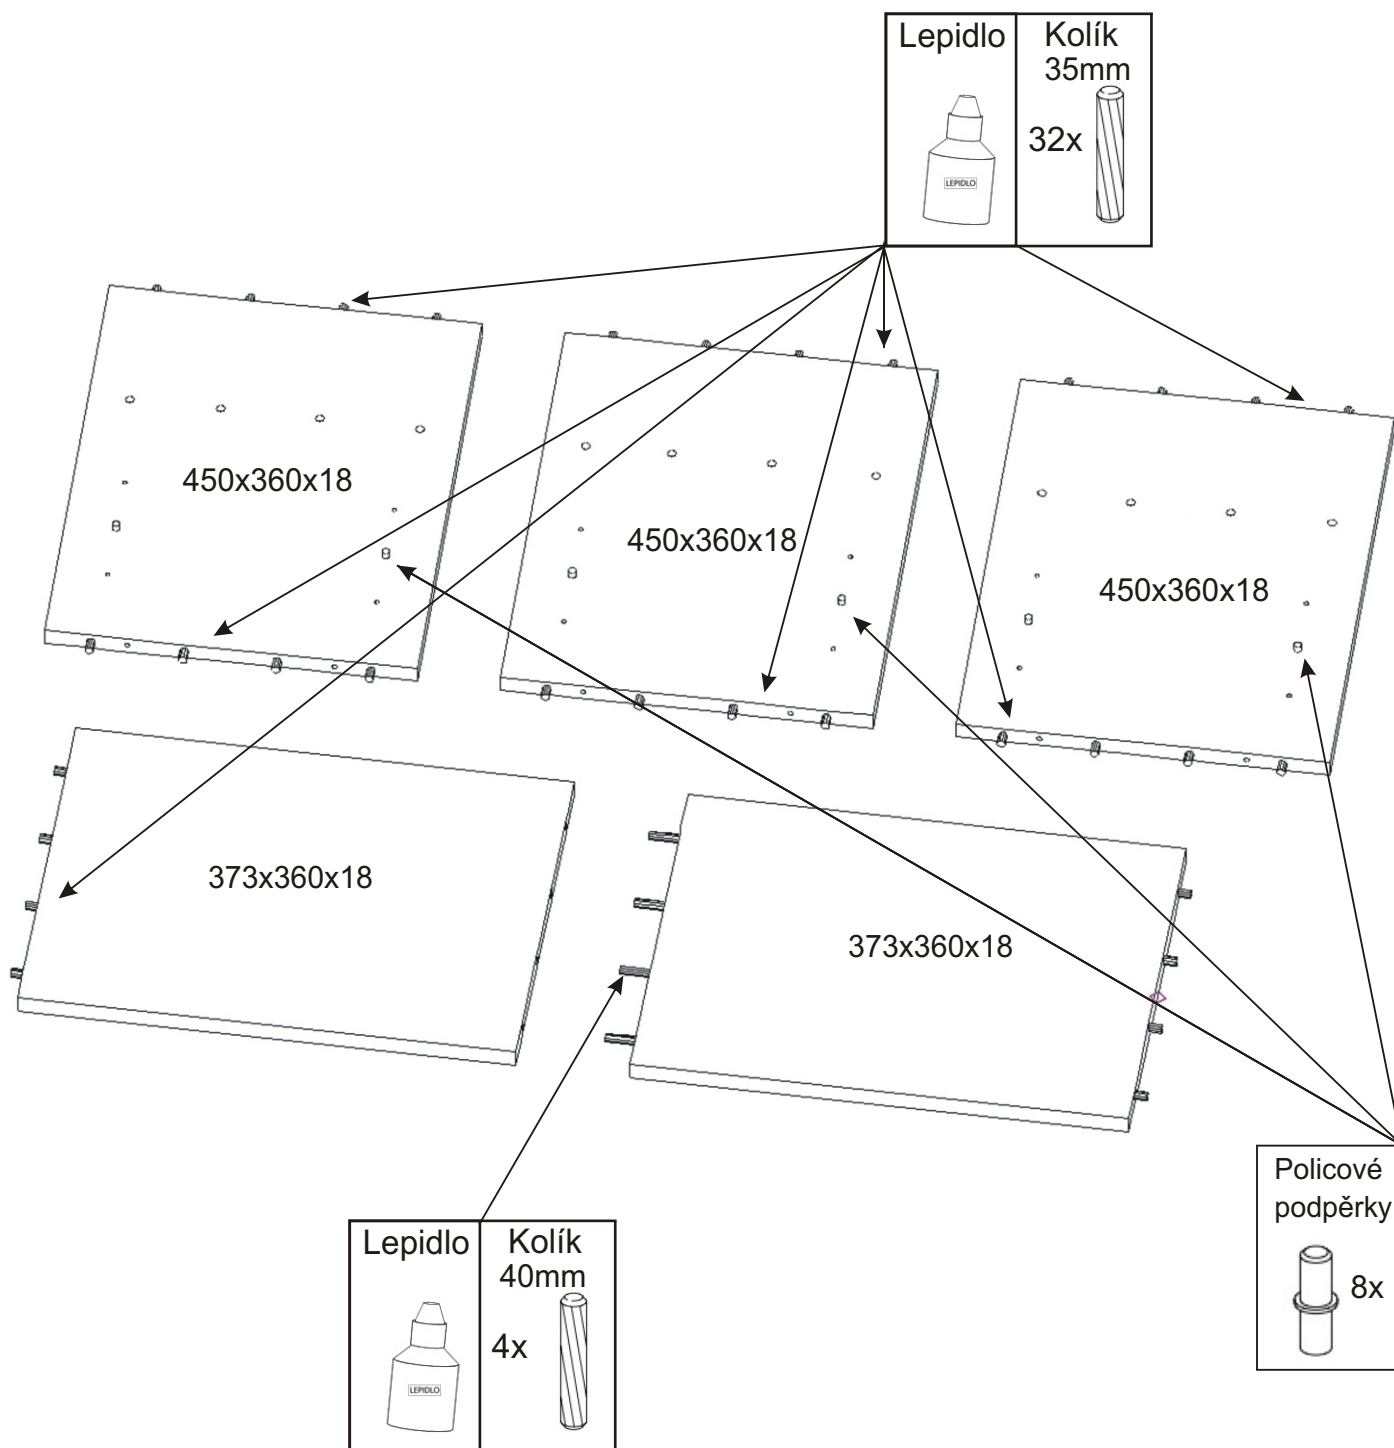 Lepidlo
Kolík
35mm
32x
LEPIDLO
450x360x18
450x360x18
450x360x18
373x360x18
373x360x18
Lepidlo
Kolík
40mm
4x
LEPIDLO
Policové
podpěrky
8x